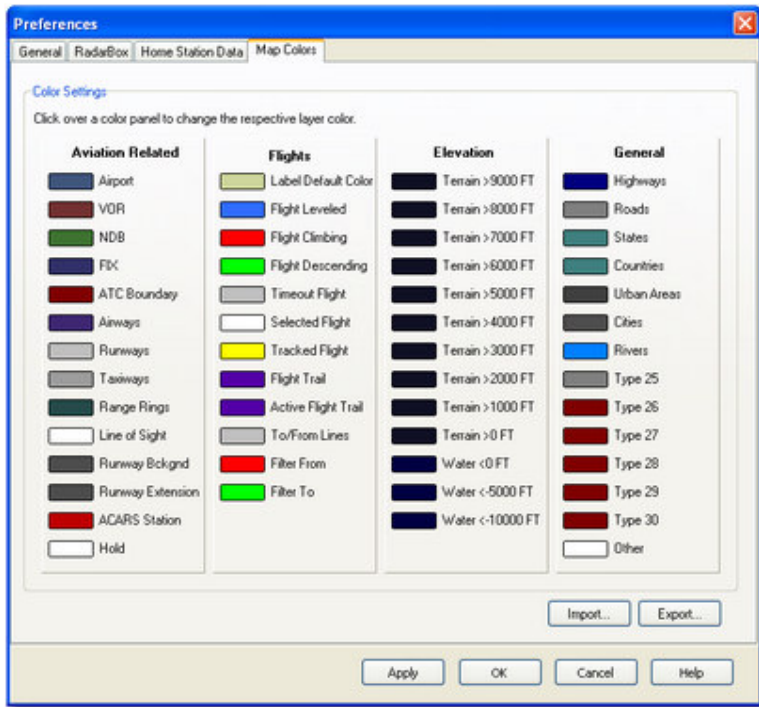 Preferences
General RadarBox Home Station Data Map Colors
Color Settings
Click over a color panel to change the respective layer color.
Aviation Related
Airport
VOR
NDB
FIX
ATC Boundary
Airways
Runways
Taxiways
Range Rings
Line of Sight
Runway Bckgnd
Runway Extension
ACARS Station
Hold
Flights
Label Default Color
Flight Leveled
Flight Climbing
Flight Descending
Timeout Flight
Selected Flight
Tracked Flight
Flight Trail
Active Flight Trail
To/From Lines
Filter From
Filter To
Elevation
Terrain >9000 FT
Terrain >8000 FT
Terrain >7000 FT
Terrain >6000 FT
Terrain >5000 FT
Terrain >4000 FT
Terrain >3000 FT
Terrain >2000 FT
Terrain >1000 FT
Terrain >0 FT
Water <0 FT
Water <-5000 FT
Water <-10000 FT
General
Highways
Roads
States
Countries
Urban Areas
Cities
Rivers
Type 25
Type 26
Type 27
Type 28
Type 29
Type 30
Other
Import... Export...
Apply OK Cancel Help